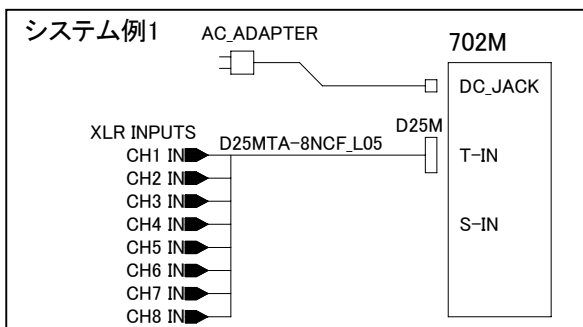 システム例1
AC_ADAPTER
702M
DC_JACK
XLR INPUTS
D25MTA-8NCF_L05
D25M
T-IN
CH1 IN
CH2 IN
CH3 IN
CH4 IN
S-IN
CH5 IN
CH6 IN
CH7 IN
CH8 IN